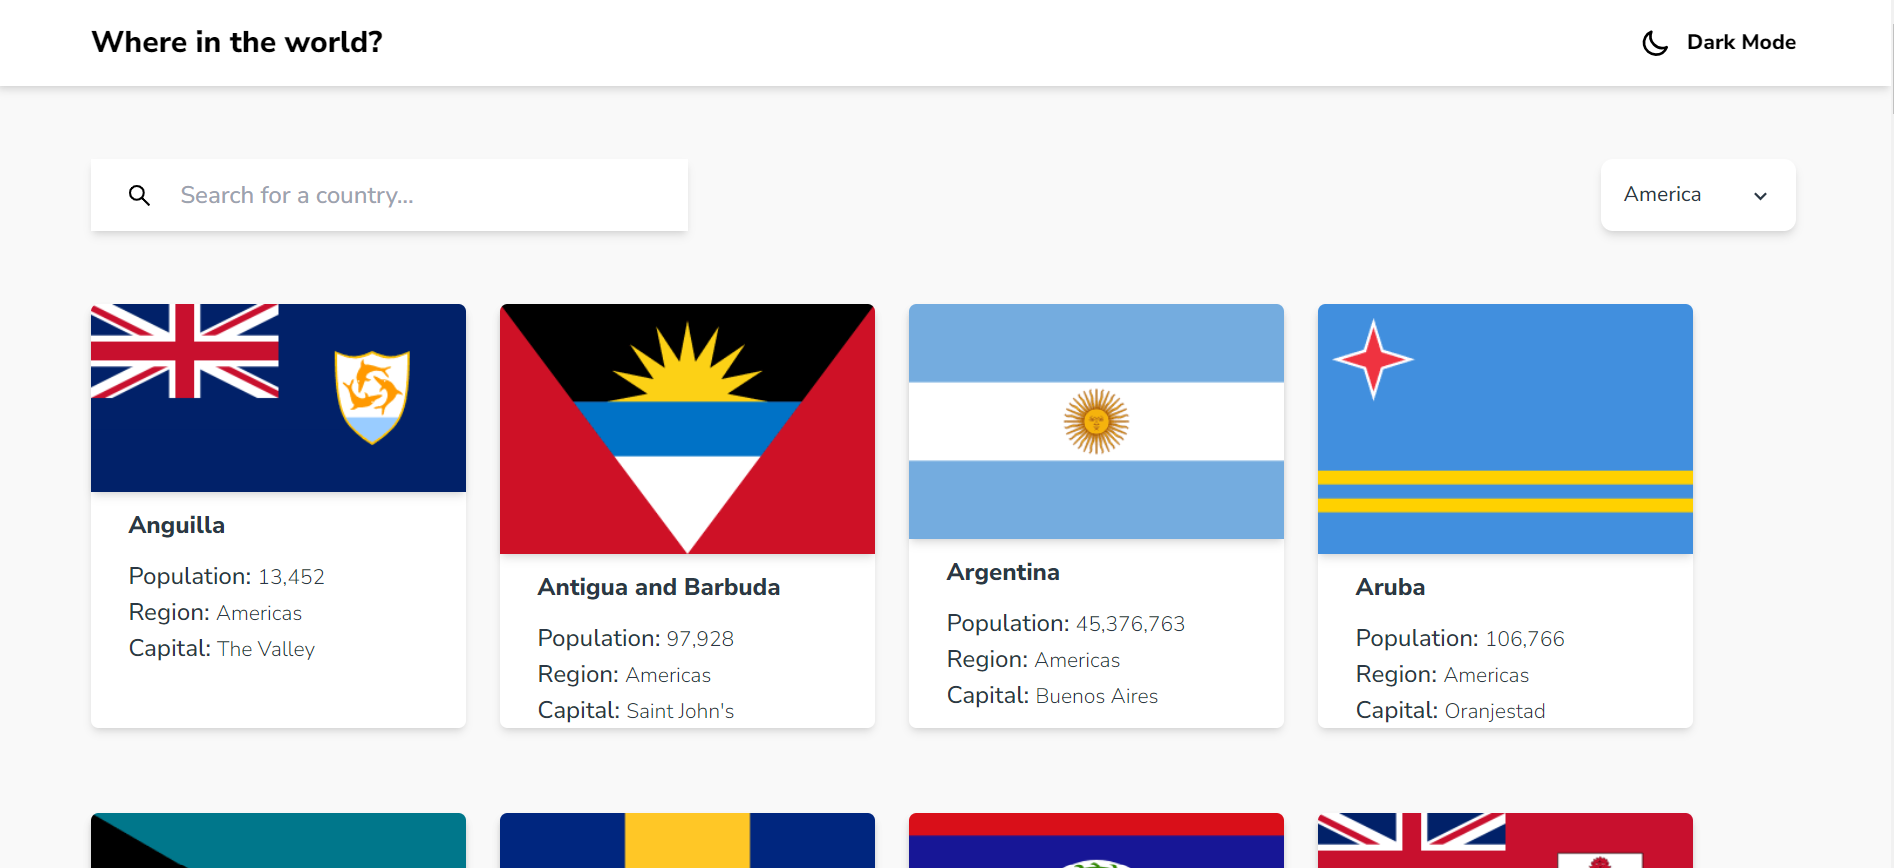 Where in the world?
Dark Mode
Search for a country...
America
Anguilla
Population: 13,452
Region: Americas
Capital: The Valley
Antigua and Barbuda
Population: 97,928
Region: Americas
Capital: Saint John's
Argentina
Population: 45,376,763
Region: Americas
Capital: Buenos Aires
Aruba
Population: 106,766
Region: Americas
Capital: Oranjestad